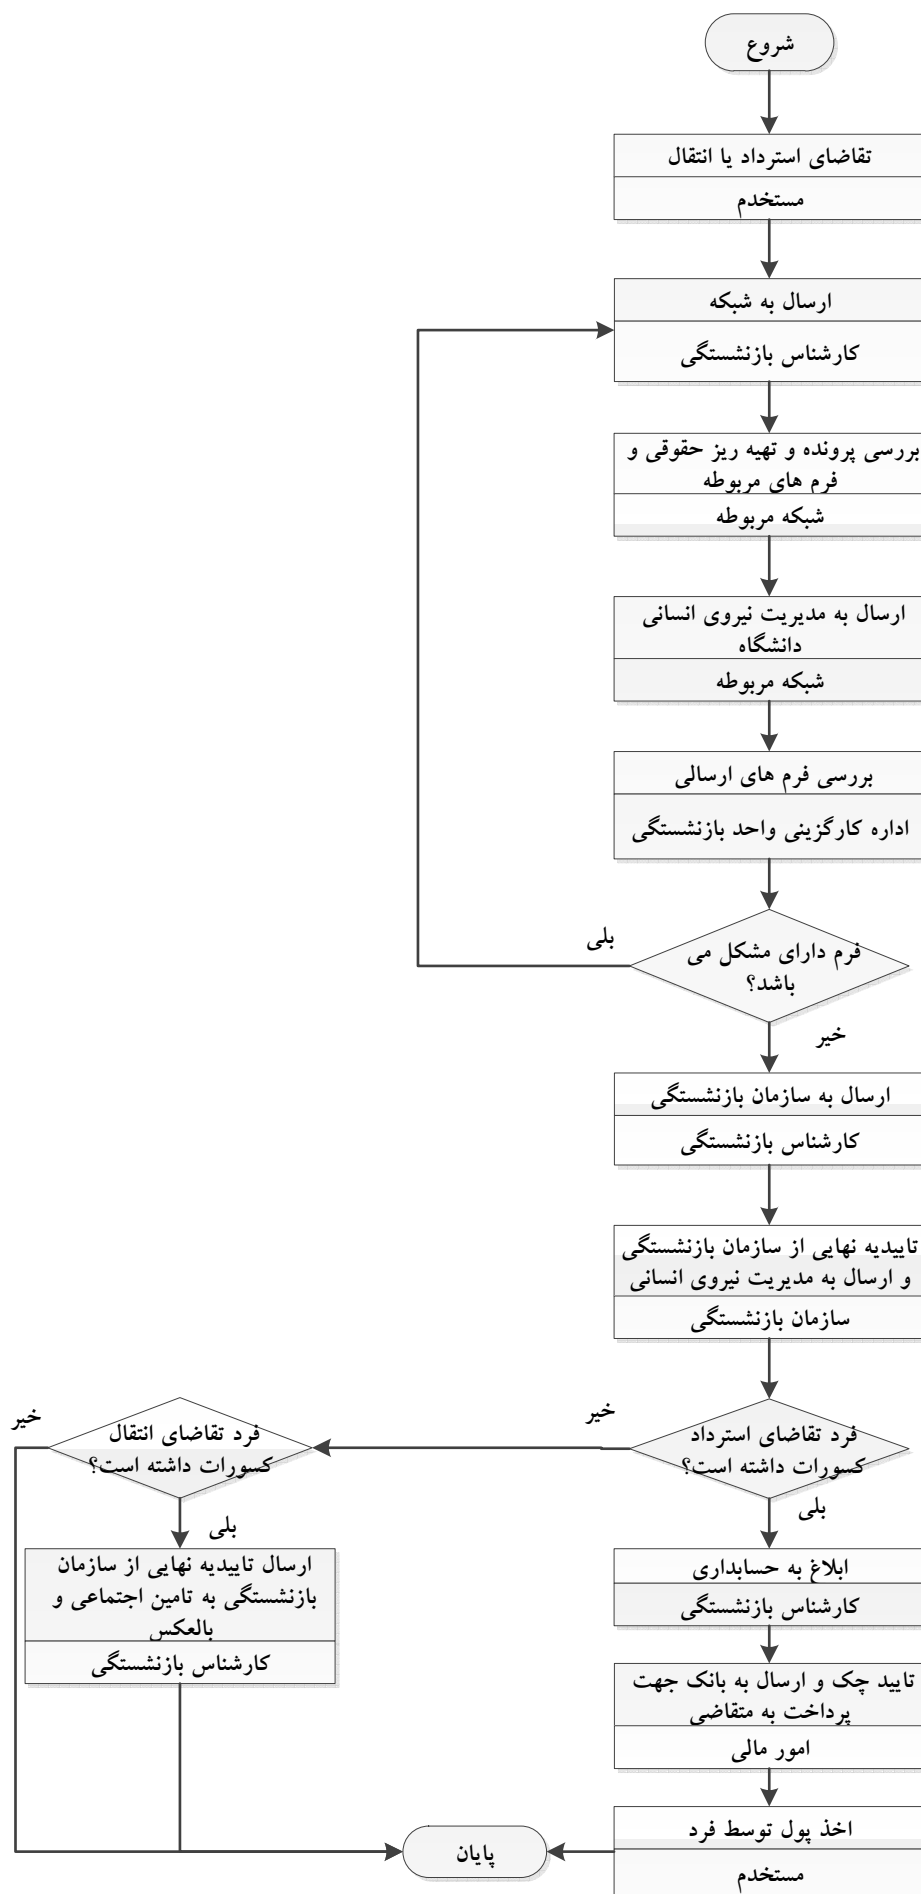 شروع
تقاضای استرداد یا انتقال
مستخدم
ارسال به شبکه
کارشناس بازنشستگی
بررسی پرونده و تهیه ریز حقوقی و
فرم های مربوطه
شبکه مربوطه
ارسال به مدیریت نیروی انسانی
دانشگاه
شبکه مربوطه
بررسی فرم های ارسالی
اداره کارگزینی واحد بازنشستگی
فرم دارای مشکل می
باشد؟
بلی
خیر
ارسال به سازمان بازنشستگی
کارشناس بازنشستگی
تاییدیه نهایی از سازمان بازنشستگی
و ارسال به مدیریت نیروی انسانی
سازمان بازنشستگی
فرد تقاضای استرداد
کسورات داشته است؟
خیر
بلی
فرد تقاضای انتقال
کسورات داشته است؟
خیر
بلی
ابلاغ به حسابداری
کارشناس بازنشستگی
ارسال تاییدیه نهایی از سازمان
بازنشستگی به تامین اجتماعی و
بالعکس
کارشناس بازنشستگی
تایید چک و ارسال به بانک جهت
پرداخت به متقاضی
امور مالی
اخذ پول توسط فرد
مستخدم
پایان